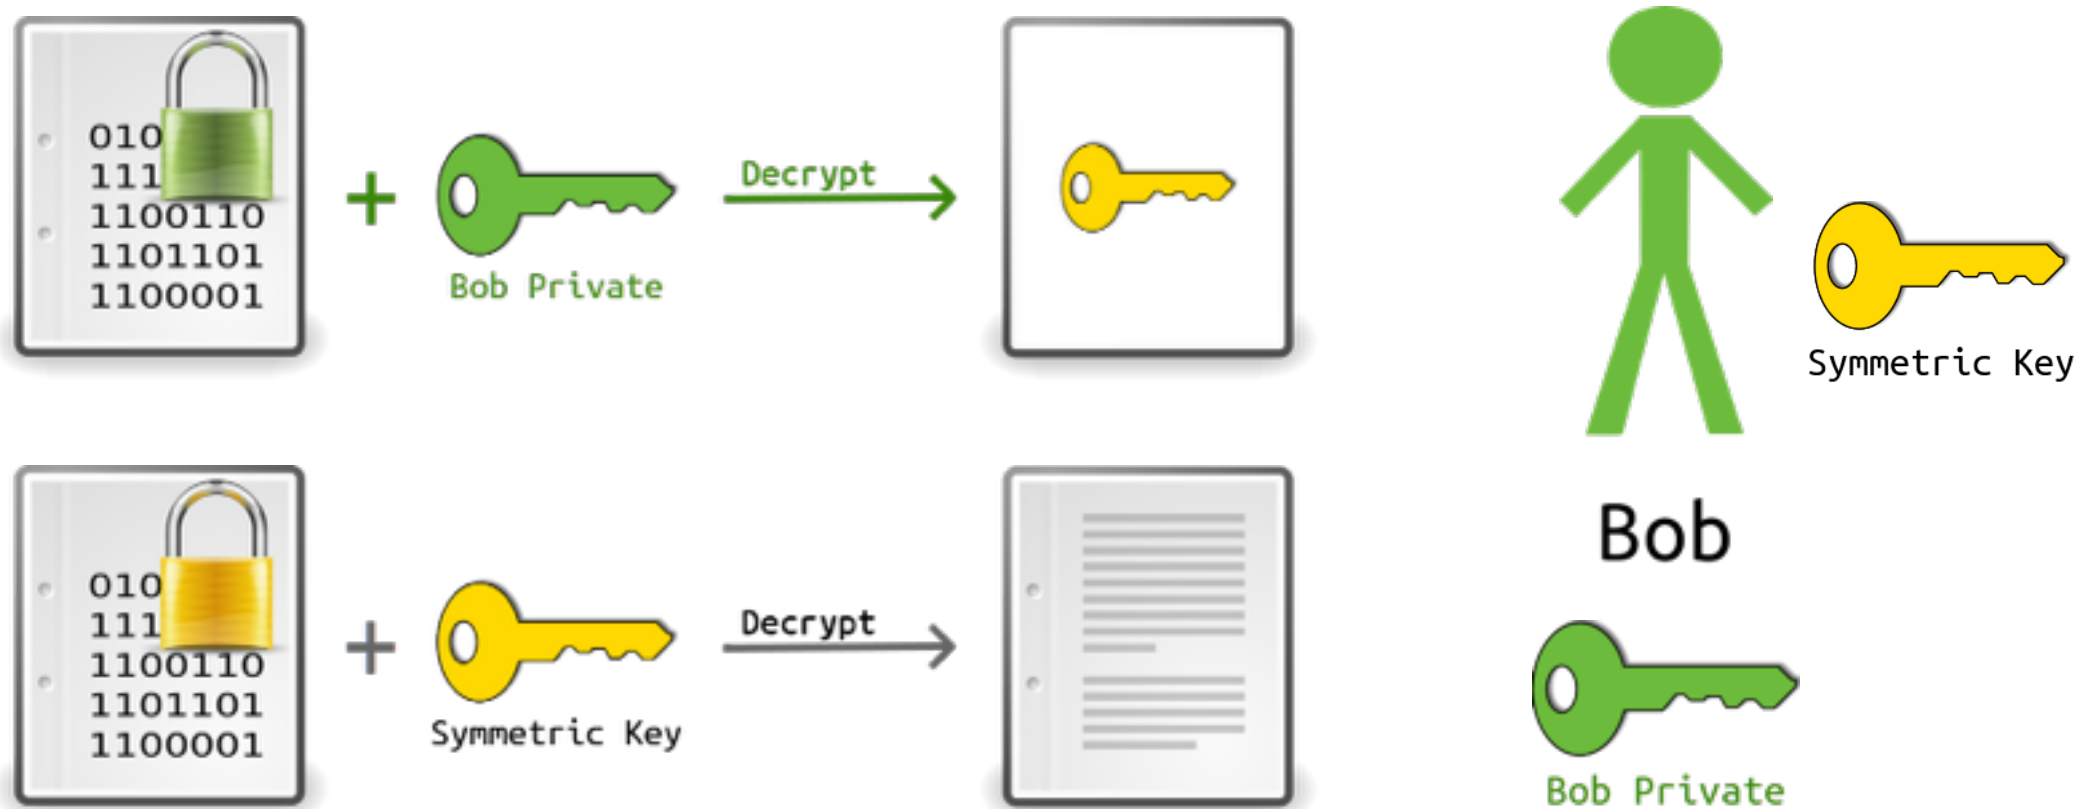 010
111
1100110
1101101
1100001
+
Bob Private
Decrypt
Symmetric Key
010
111
1100110
1101101
1100001
+
Symmetric Key
Decrypt
Bob
Bob Private